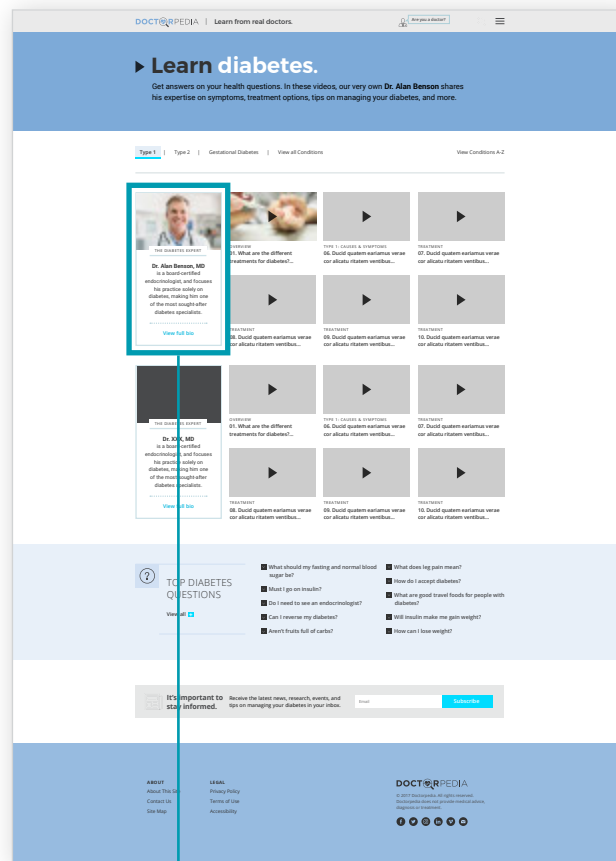 DOCTORPEDIA | Learn from real doctors.
Are you a doctor?
Learn diabetes.
Get answers on your health questions. In these videos, our very own Dr. Alan Benson shares
his expertise on symptoms, treatment options, tips on managing your diabetes, and more.
Type 1 | Type 2 | Gestational Diabetes | View all Conditions
View Conditions A-Z
THE DIABETES EXPERT
Dr. Alan Benson, MD
is a board-certified
endocrinologist, and focuses
his practice solely on
diabetes, making him one
of the most sought-after
diabetes specialists.
View full bio
OVERVIEW
01. What are the different
treatments for diabetes?...
TYPE 1: CAUSES & SYMPTOMS
06. Ducid quatem eariamus verae
cor alicatu ritatem ventibus...
TREATMENT
07. Ducid quatem eariamus verae
cor alicatu ritatem ventibus...
TREATMENT
08. Ducid quatem eariamus verae
cor alicatu ritatem ventibus...
TREATMENT
09. Ducid quatem eariamus verae
cor alicatu ritatem ventibus...
TREATMENT
10. Ducid quatem eariamus verae
cor alicatu ritatem ventibus...
THE DIABETES EXPERT
Dr. XXX, MD
is a board-certified
endocrinologist, and focuses
his practice solely on
diabetes, making him one
of the most sought-after
diabetes specialists.
View full bio
OVERVIEW
01. What are the different
treatments for diabetes?...
TYPE 1: CAUSES & SYMPTOMS
06. Ducid quatem eariamus verae
cor alicatu ritatem ventibus...
TREATMENT
07. Ducid quatem eariamus verae
cor alicatu ritatem ventibus...
TREATMENT
08. Ducid quatem eariamus verae
cor alicatu ritatem ventibus...
TREATMENT
09. Ducid quatem eariamus verae
cor alicatu ritatem ventibus...
TREATMENT
10. Ducid quatem eariamus verae
cor alicatu ritatem ventibus...
?
TOP DIABETES
QUESTIONS
View all +
What should my fasting and normal blood
sugar be?
Must I go on insulin?
Do I need to see an endocrinologist?
Can I reverse my diabetes?
Aren't fruits full of carbs?
What does leg pain mean?
How do I accept diabetes?
What are good travel foods for people with
diabetes?
Will insulin make me gain weight?
How can I lose weight?
It's important to
stay informed.
Receive the latest news, research, events, and
tips on managing your diabetes in your inbox.
Email
Subscribe
ABOUT
About This Site
Contact Us
Site Map
LEGAL
Privacy Policy
Terms of Use
Accessibility
DOCTORPEDIA
© 2017 Doctorpedia. All rights reserved.
Doctorpedia does not provide medical advice,
diagnosis or treatment.